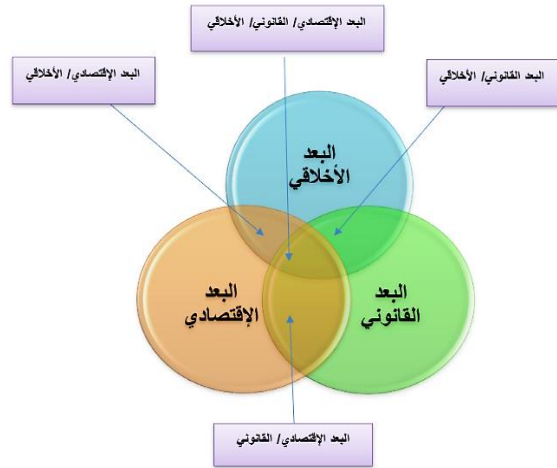 البعد الإقتصادي/ القانوني/ الأخلاقي
البعد الإقتصادي/ الأخلاقي
البعد القانوني/ الأخلاقي
البعد
الأخلاقي
البعد
الإقتصادي
البعد
القانوني
البعد الإقتصادي/ القانوني